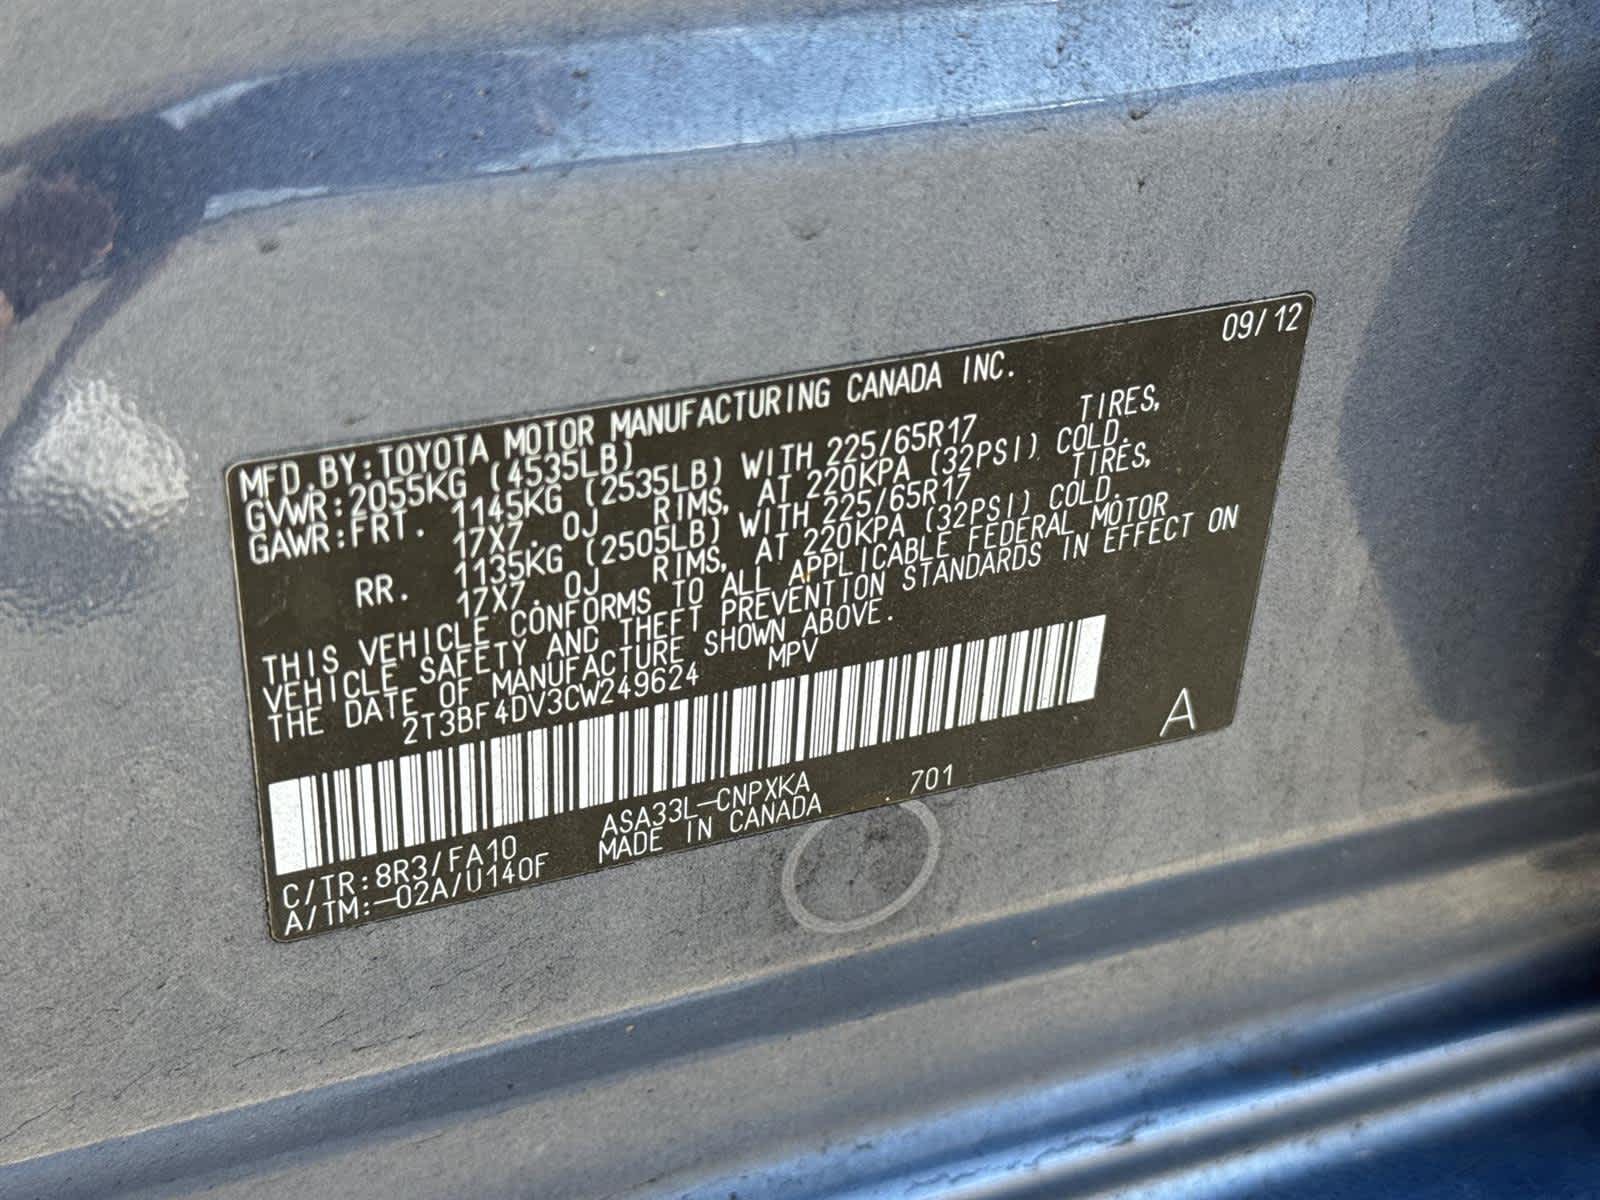 09/12
MFD.BY:TOYOTA MOTOR MANUFACTURING CANADA INC.
GVWR:2055KG (4535LB)
GAWR:FRT. 1145KG (2535LB) WITH 225/65R17 TIRES,
17X7.0J RIMS, AT 220KPA (32PSI) COLD.
RR. 1135KG (2505LB) WITH 225/65R17 TIRES,
17X7.0J RIMS, AT 220KPA (32PSI) COLD.
THIS VEHICLE CONFORMS TO ALL APPLICABLE FEDERAL MOTOR
VEHICLE SAFETY AND THEFT PREVENTION STANDARDS IN EFFECT ON
THE DATE OF MANUFACTURE SHOWN ABOVE.
2T3BF4DV3CW249624 MPV
A
C/TR:8R3/FA10 ASA33L-CNPXKA 701
A/TM:-02A/U140F MADE IN CANADA